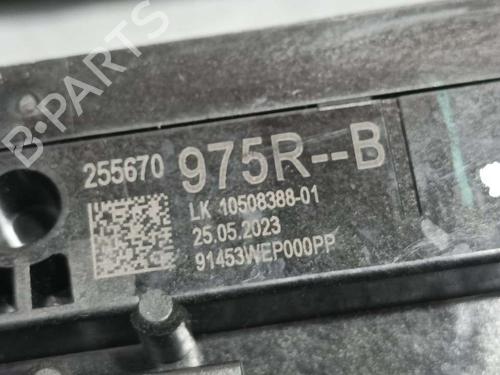 B-PARTS
255670 975R--B
LK 10508388-01
25.05.2023
91453WEP000PP